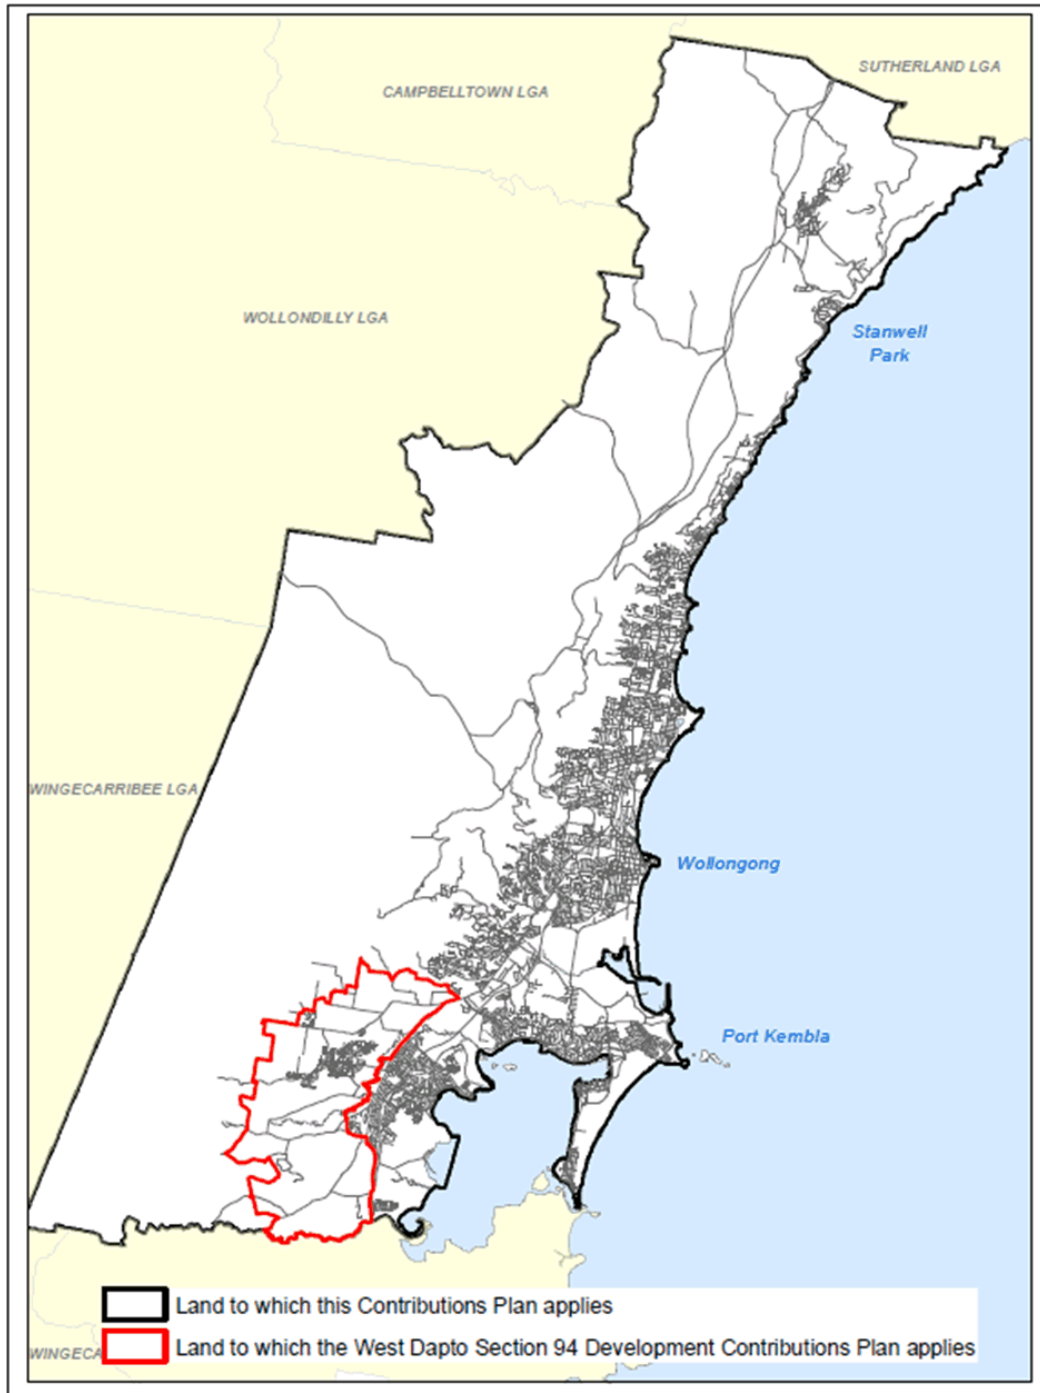 SUTHERLAND LGA
CAMPBELLTOWN LGA
WOLLONDILLY LGA
Stanwell
Park
WINGECARRIBEE LGA
Wollongong
Port Kembla
Land to which this Contributions Plan applies
Land to which the West Dapto Section 94 Development Contributions Plan applies
WINGECA